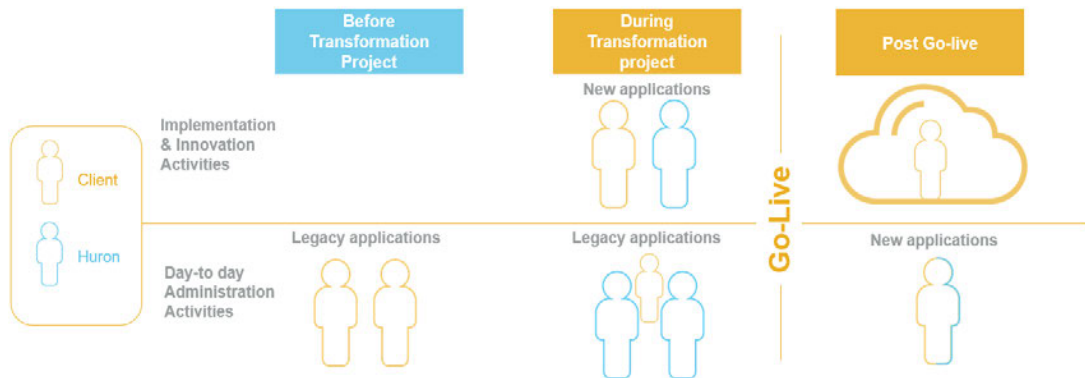 Before
Transformation
Project
During
Transformation
project
Post Go-live
New applications
Implementation
& Innovation
Activities
Client
Huron
Go-Live
Legacy applications
Legacy applications
New applications
Day-to day
Administration
Activities